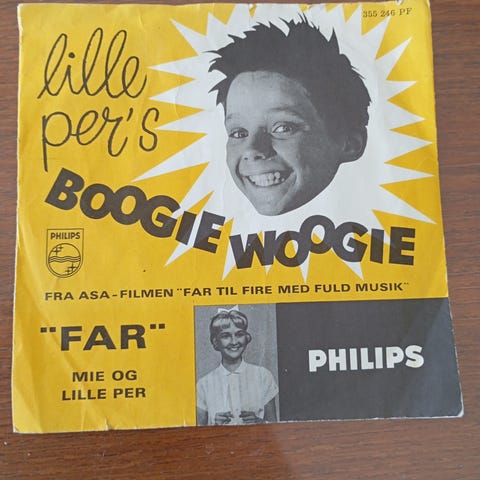 355 246 PF
lille
per's
BOOGIE WOOGIE
PHILIPS
FRA ASA-FILMEN "FAR TIL FIRE MED FULD MUSIK"
"FAR"
MIE OG
LILLE PER
PHILIPS